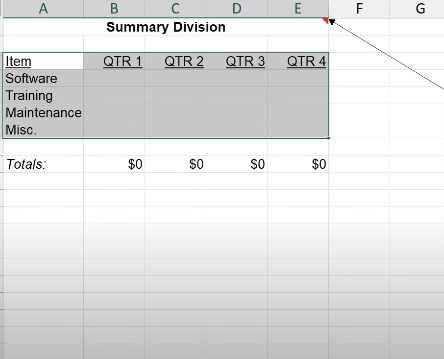 A B C D E F G
Summary Division
Item QTR 1 QTR 2 QTR 3 QTR 4
Software
Training
Maintenance
Misc.
Totals: $0 $0 $0 $0